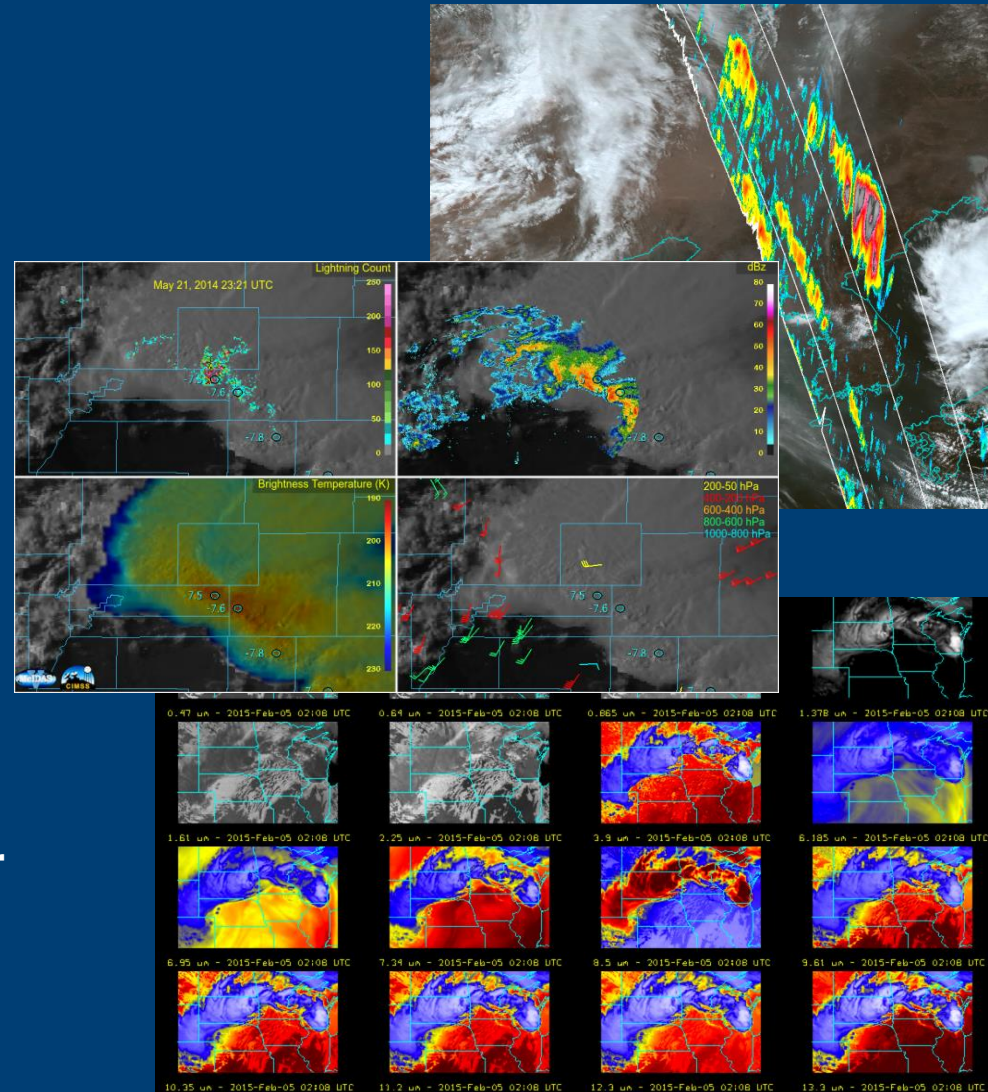 Lightning Count
May 21, 2014 23:21 UTC
250
200
150
100
50
0
-7.6
-7.8
dBz
80
70
60
50
40
30
20
10
0
-7.8
Brightness Temperature (K)
190
200
210
220
230
-7.5
-7.6
-7.8
CIMSS
200-50 hPa
600-400 hPa
800-600 hPa
1000-800 hPa
-7.5
-7.6
-7.8
0.47 um - 2015-Feb-05 02:08 UTC
0.64 um - 2015-Feb-05 02:08 UTC
0.865 um - 2015-Feb-05 02:08 UTC
1.378 um - 2015-Feb-05 02:08 UTC
1.61 um - 2015-Feb-05 02:08 UTC
2.25 um - 2015-Feb-05 02:08 UTC
3.9 um - 2015-Feb-05 02:08 UTC
6.185 um - 2015-Feb-05 02:08 UTC
6.95 um - 2015-Feb-05 02:08 UTC
7.34 um - 2015-Feb-05 02:08 UTC
8.5 um - 2015-Feb-05 02:08 UTC
9.61 um - 2015-Feb-05 02:08 UTC
10.35 um - 2015-Feb-05 02:08 UTC
11.2 um - 2015-Feb-05 02:08 UTC
12.3 um - 2015-Feb-05 02:08 UTC
13.3 um - 2015-Feb-05 02:08 UTC